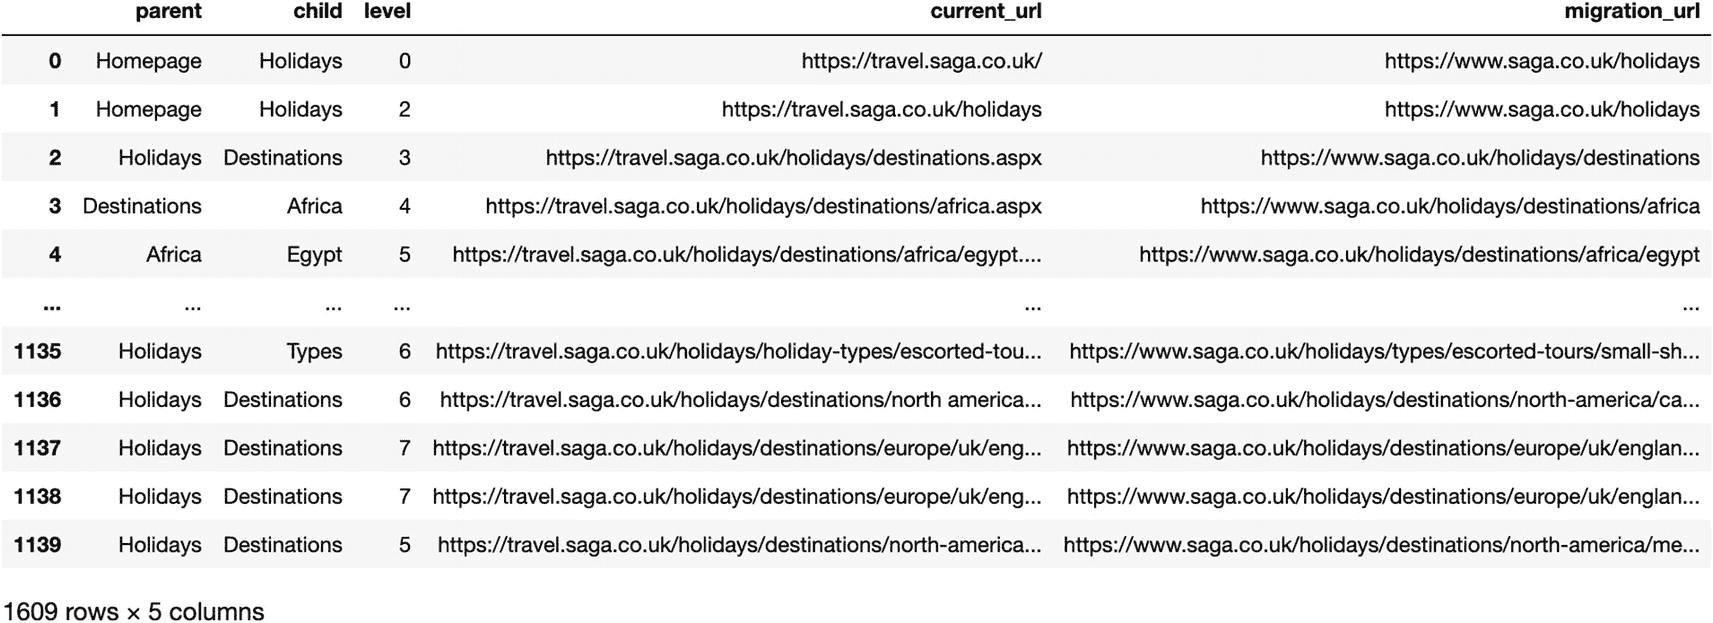 parent child level current_url migration_url
0 Homepage Holidays 0 https://travel.saga.co.uk/ https://www.saga.co.uk/holidays
1 Homepage Holidays 2 https://travel.saga.co.uk/holidays https://www.saga.co.uk/holidays
2 Holidays Destinations 3 https://travel.saga.co.uk/holidays/destinations.aspx https://www.saga.co.uk/holidays/destinations
3 Destinations Africa 4 https://travel.saga.co.uk/holidays/destinations/africa.aspx https://www.saga.co.uk/holidays/destinations/africa
4 Africa Egypt 5 https://travel.saga.co.uk/holidays/destinations/africa/egypt.... https://www.saga.co.uk/holidays/destinations/africa/egypt
... ... ... ... ... ...
1135 Holidays Types 6 https://travel.saga.co.uk/holidays/holiday-types/escorted-tou... https://www.saga.co.uk/holidays/types/escorted-tours/small-sh...
1136 Holidays Destinations 6 https://travel.saga.co.uk/holidays/destinations/north america... https://www.saga.co.uk/holidays/destinations/north-america/ca...
1137 Holidays Destinations 7 https://travel.saga.co.uk/holidays/destinations/europe/uk/eng... https://www.saga.co.uk/holidays/destinations/europe/uk/englan...
1138 Holidays Destinations 7 https://travel.saga.co.uk/holidays/destinations/europe/uk/eng... https://www.saga.co.uk/holidays/destinations/europe/uk/englan...
1139 Holidays Destinations 5 https://travel.saga.co.uk/holidays/destinations/north-america... https://www.saga.co.uk/holidays/destinations/north-america/me...
1609 rows × 5 columns